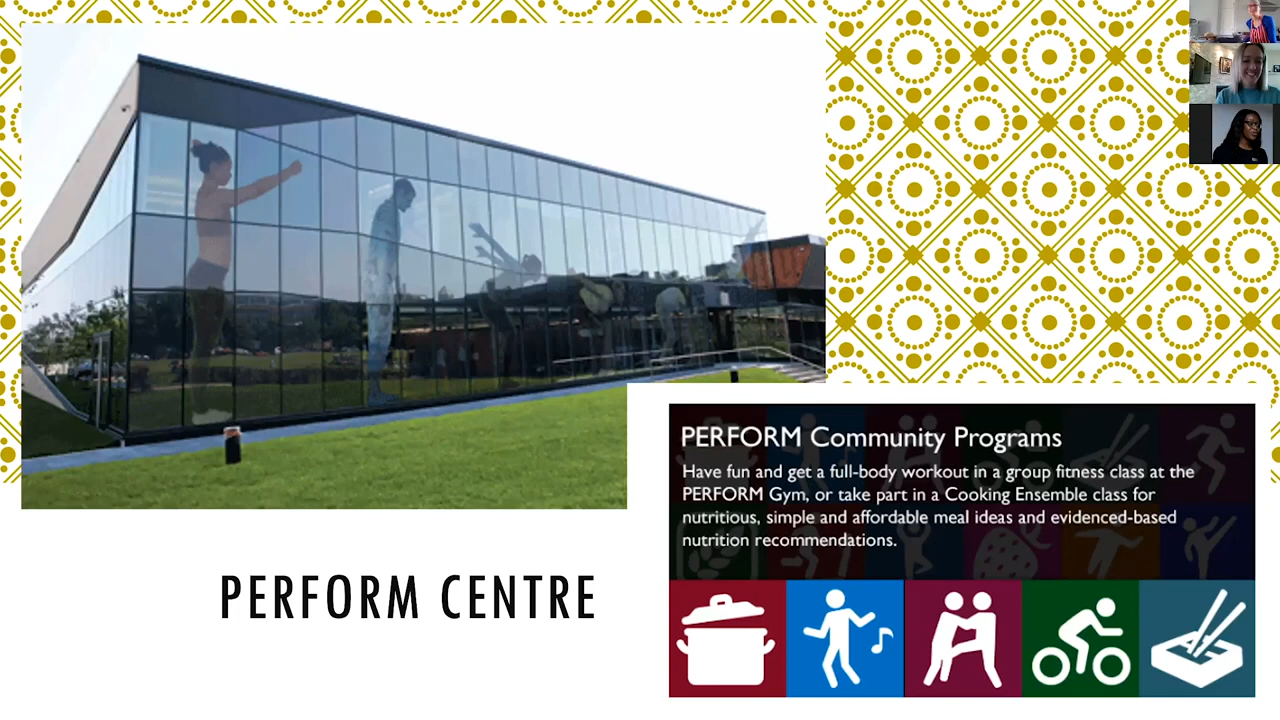 PERFORM Community Programs
Have fun and get a full-body workout in a group fitness class at the
PERFORM Gym, or take part in a Cooking Ensemble class for
nutritious, simple and affordable meal ideas and evidenced-based
nutrition recommendations.
PERFORM CENTRE